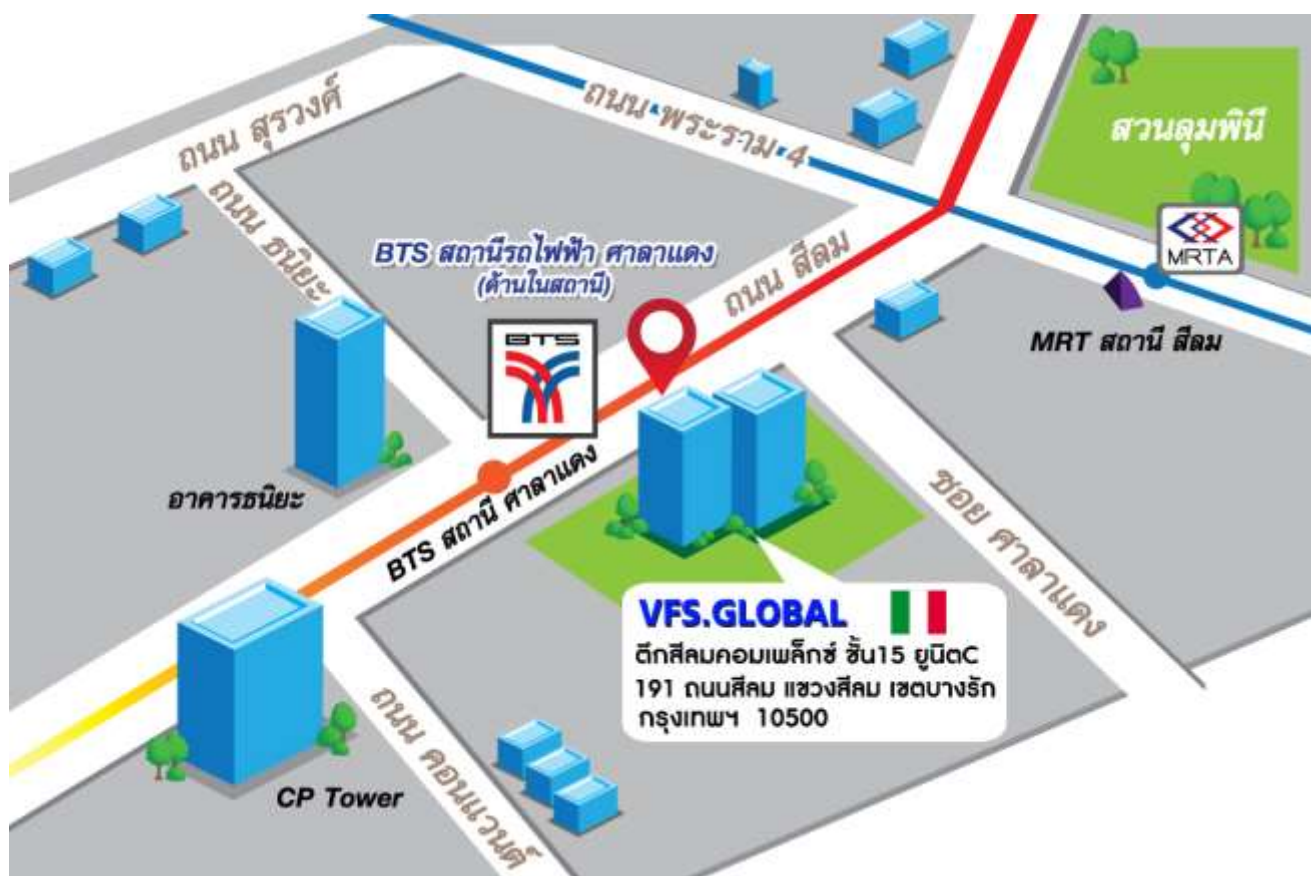 ถนน สุรวงศ์
ถนน พระราม 4
สวนลุมพินี
ถนน ธนิยะ
BTS สถานีรถไฟฟ้า ศาลาแดง
(ด้านในสถานี)
ถนน สีลม
MRTA
MRT สถานี สีลม
BTS
อาคารธนิยะ
BTS สถานี ศาลาแดง
ซอย ศาลาแดง
VFS.GLOBAL
ตึกสีลมคอมเพล็กซ์ ชั้น15 ยูนิตC
191 ถนนสีลม แขวงสีลม เขตบางรัก
กรุงเทพฯ 10500
ถนน คอนแวนต์
CP Tower